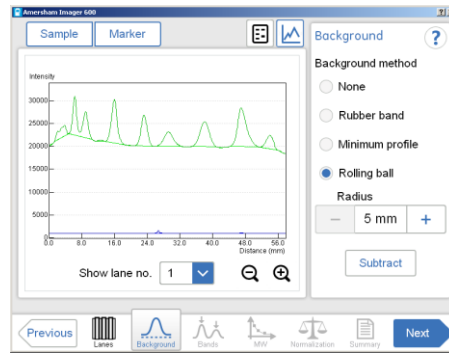 Amersham Imager 600
Sample
Marker
Background
?
Background method
None
Rubber band
Minimum profile
Rolling ball
Radius
− 5 mm +
Subtract
Intensity
30000
25000
20000
15000
10000
5000
0.0 8.0 16.0 24.0 32.0 40.0 48.0 56.0
Distance (mm)
Show lane no. 1
Previous
Lanes
Background
Bands
MW
Normalization
Summary
Next